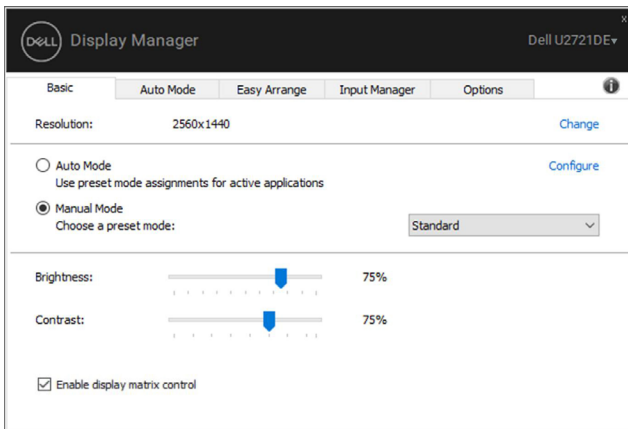 x
DELL Display Manager Dell U2721DE
Basic Auto Mode Easy Arrange Input Manager Options i
Resolution: 2560x1440 Change
Auto Mode Configure
Use preset mode assignments for active applications
Manual Mode
Choose a preset mode: Standard
Brightness: 75%
Contrast: 75%
Enable display matrix control